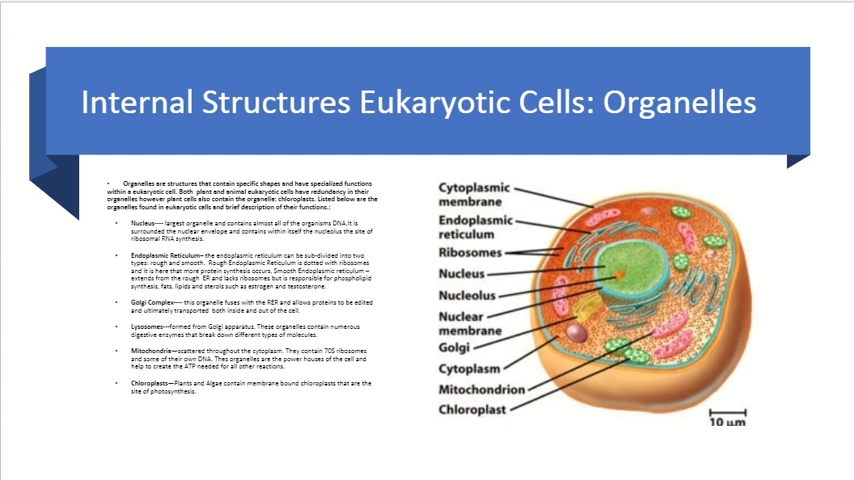 Internal Structures Eukaryotic Cells: Organelles
• Organelles are structures that contain specific shapes and have specialized functions
within a eukaryotic cell. Both plant and animal eukaryotic cells have redundancy in their
organelles however plant cells also contain the organelle: chloroplasts. Listed below are the
organelles found in eukaryotic cells and brief description of their functions.:
• Nucleus---- largest organelle and contains almost all of the organisms DNA.It is
surrounded the nuclear envelope and contains within itself the nucleolus the site of
ribosomal RNA synthesis.
• Endoplasmic Reticulum– the endoplasmic reticulum can be sub-divided into two
types: rough and smooth. Rough Endoplasmic Reticulum is dotted with ribosomes
and it is here that more protein synthesis occurs. Smooth Endoplasmic reticulum –
extends from the rough ER and lacks ribosomes but is responsible for phospholipid
synthesis, fats, lipids and sterols such as estrogen and testosterone.
• Golgi Complex---- this organelle fuses with the RER and allows proteins to be edited
and ultimately transported both inside and out of the cell.
• Lysosomes---formed from Golgi apparatus. These organelles contain numerous
digestive enzymes that break down different types of molecules.
• Mitochondria—scattered throughout the cytoplasm. They contain 70S ribosomes
and some of their own DNA. Thes organelles are the power houses of the cell and
help to create the ATP needed for all other reactions.
• Chloroplasts—Plants and Algae contain membrane bound chloroplasts that are the
site of photosynthesis.
Cytoplasmic
membrane
Endoplasmic
reticulum
Ribosomes
Nucleus
Nucleolus
Nuclear
membrane
Golgi
Cytoplasm
Mitochondrion
Chloroplast
10 µm